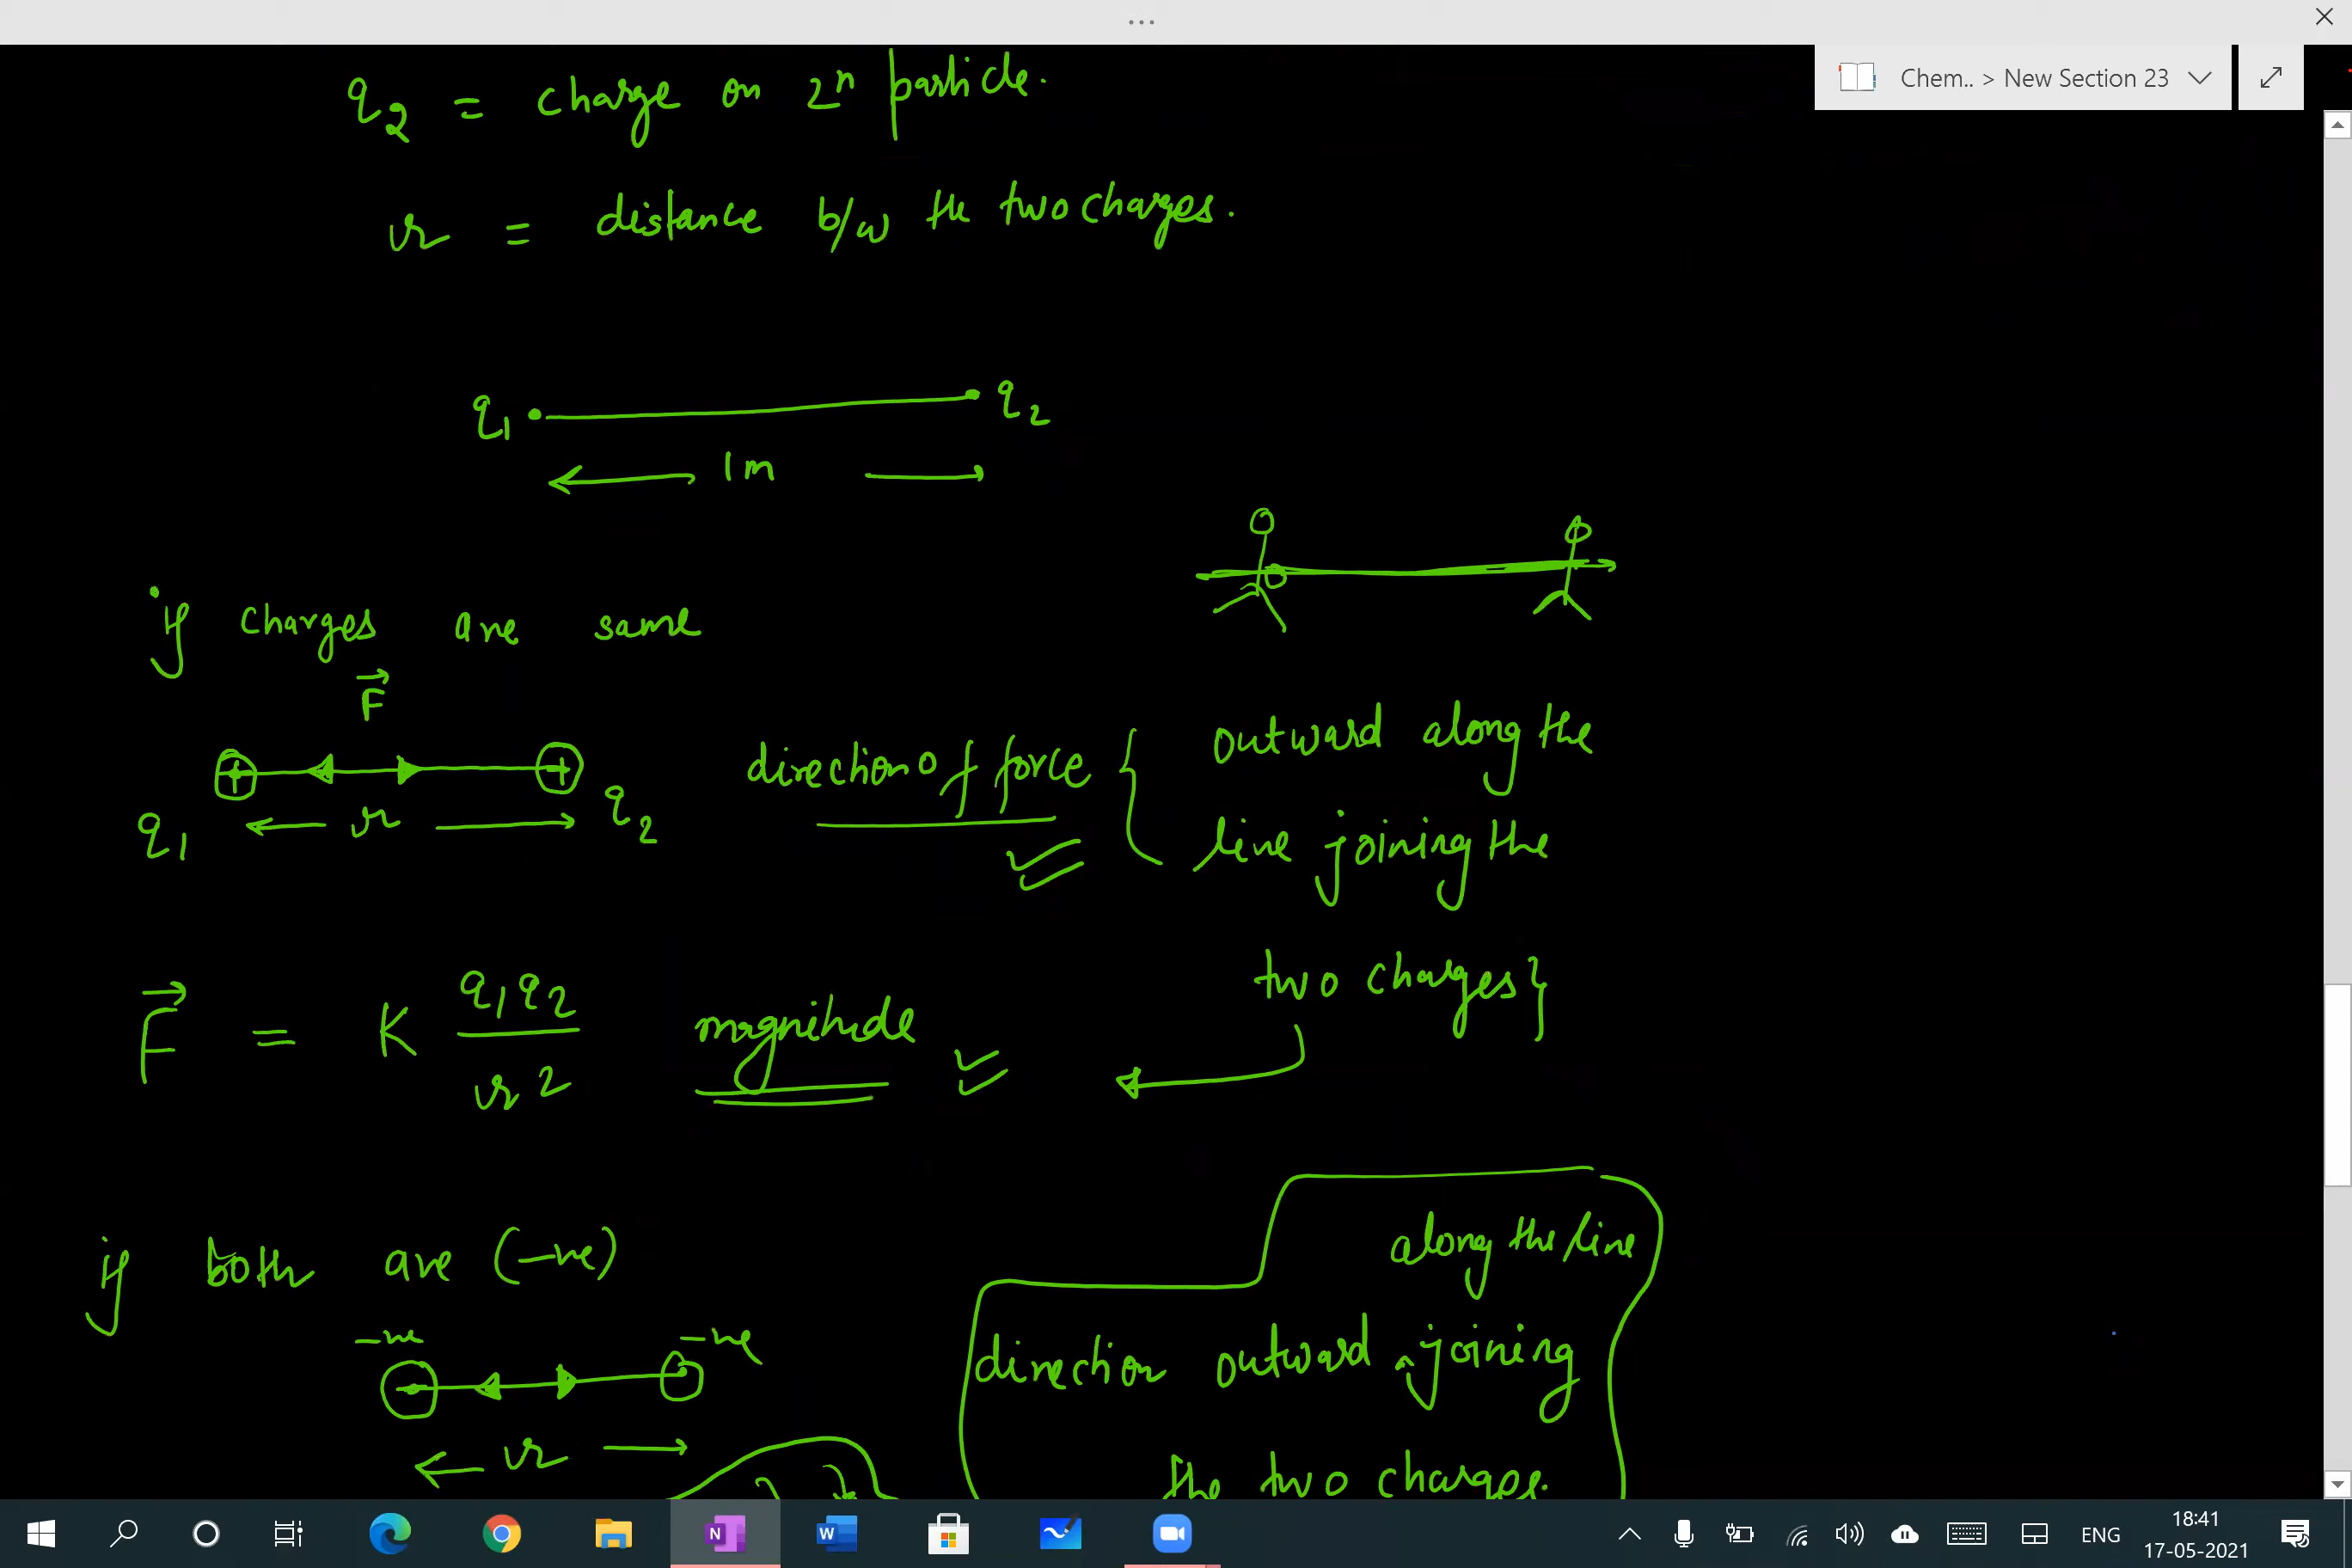 ...
Chem.. > New Section 23
q2 = charge on 2n particle.
r = distance b/w the two charges.
q1 q2
1m
if charges are same
F
+ +
q1 r q2
direction of force { outward along the
line joining the
two charges}
F = K q1q2 / r2 magnitude
if both are (-ve)
-ve -ve
r
along the line
direction outward ^ joining
the two charges.
N
W
ENG
18:41
17-05-2021